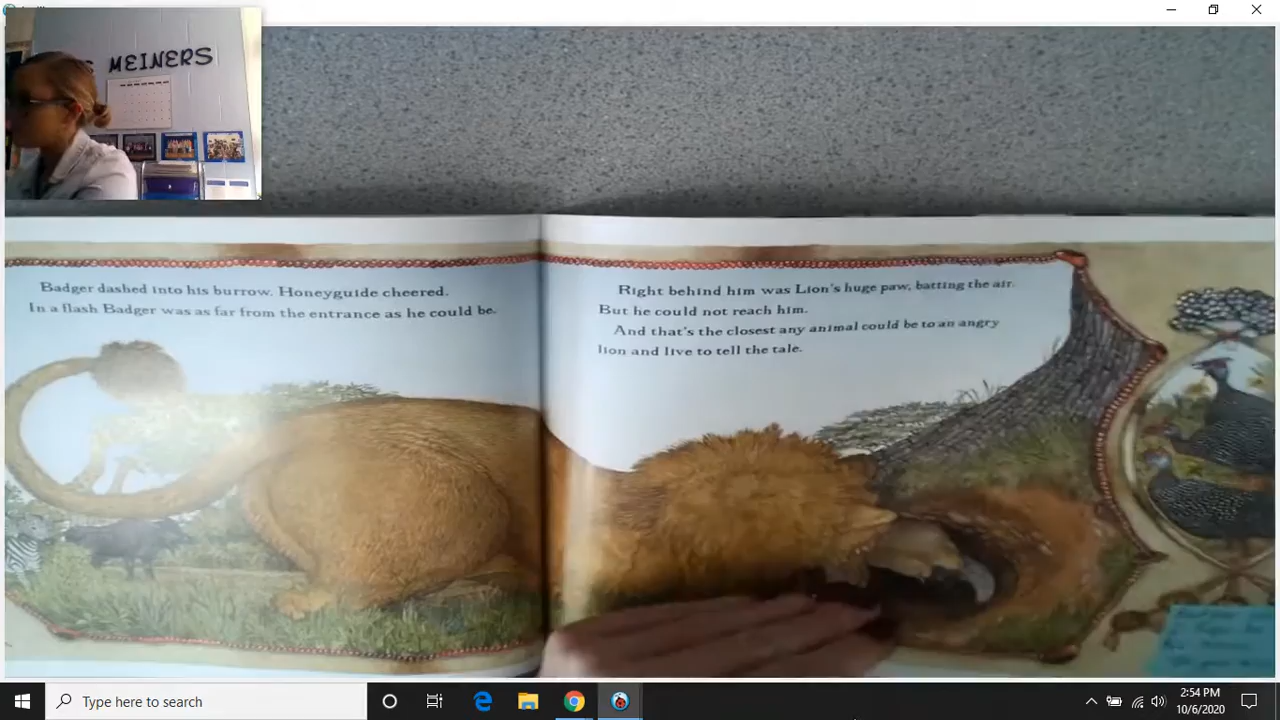 MEINERS
Badger dashed into his burrow. Honeyguide cheered.
In a flash Badger was as far from the entrance as he could be.
Right behind him was Lion's huge paw, batting the air.
But he could not reach him.
And that's the closest any animal could be to an angry
lion and live to tell the tale.
Type here to search
2:54 PM
10/6/2020